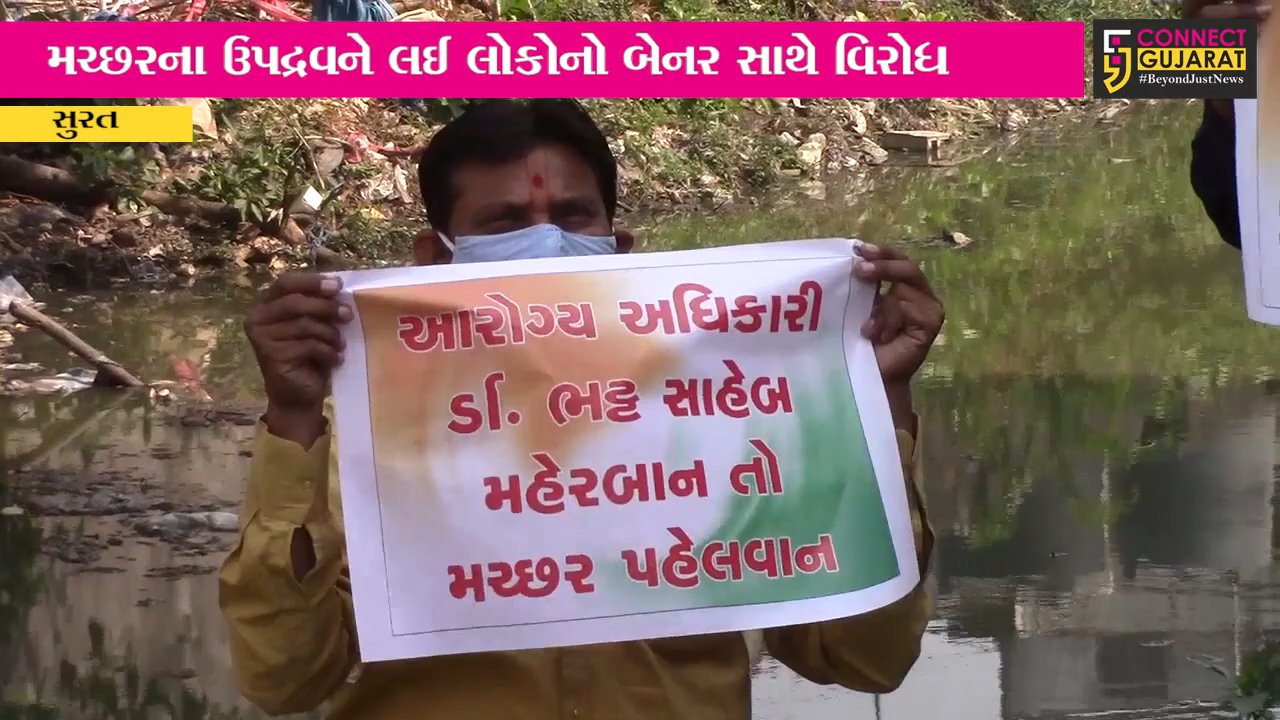 મચ્છરના ઉપદ્રવને લઈ લોકોનો બેનર સાથે વિરોધ
CONNECT
GUJARAT
#BeyondJustNews
સુરત
આરોગ્ય અધિકારી
ર્ડા. ભટ્ટ સાહેબ
મહેરબાન તો
મચ્છર પહેલવાન